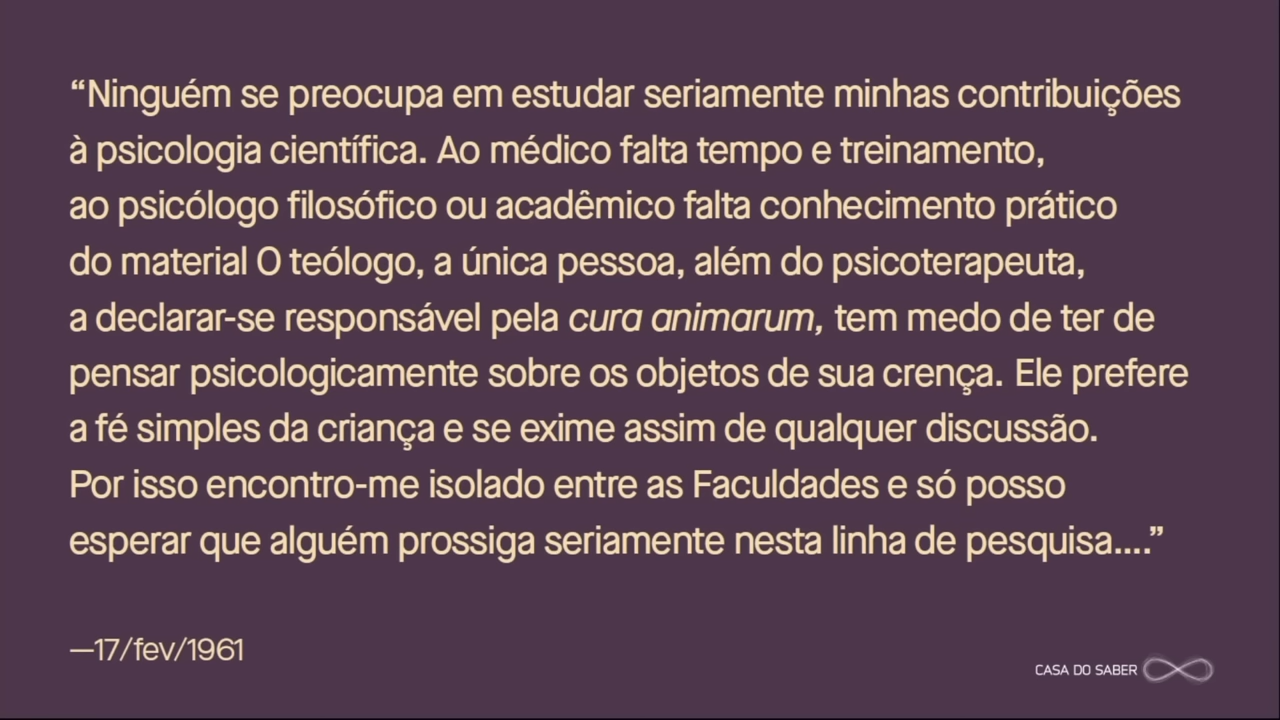 “Ninguém se preocupa em estudar seriamente minhas contribuições
à psicologia científica. Ao médico falta tempo e treinamento,
ao psicólogo filosófico ou acadêmico falta conhecimento prático
do material O teólogo, a única pessoa, além do psicoterapeuta,
a declarar-se responsável pela cura animarum, tem medo de ter de
pensar psicologicamente sobre os objetos de sua crença. Ele prefere
a fé simples da criança e se exime assim de qualquer discussão.
Por isso encontro-me isolado entre as Faculdades e só posso
esperar que alguém prossiga seriamente nesta linha de pesquisa....”
—17/fev/1961
CASA DO SABER